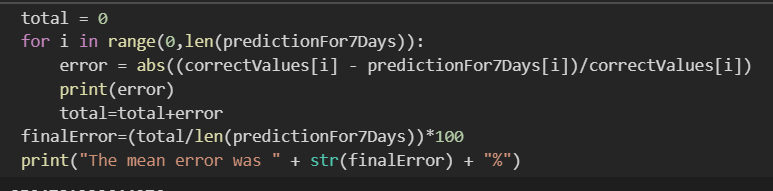 total = 0
for i in range(0,len(predictionFor7Days)):
    error = abs((correctValues[i] - predictionFor7Days[i])/correctValues[i])
    print(error)
    total=total+error
finalError=(total/len(predictionFor7Days))*100
print("The mean error was " + str(finalError) + "%")